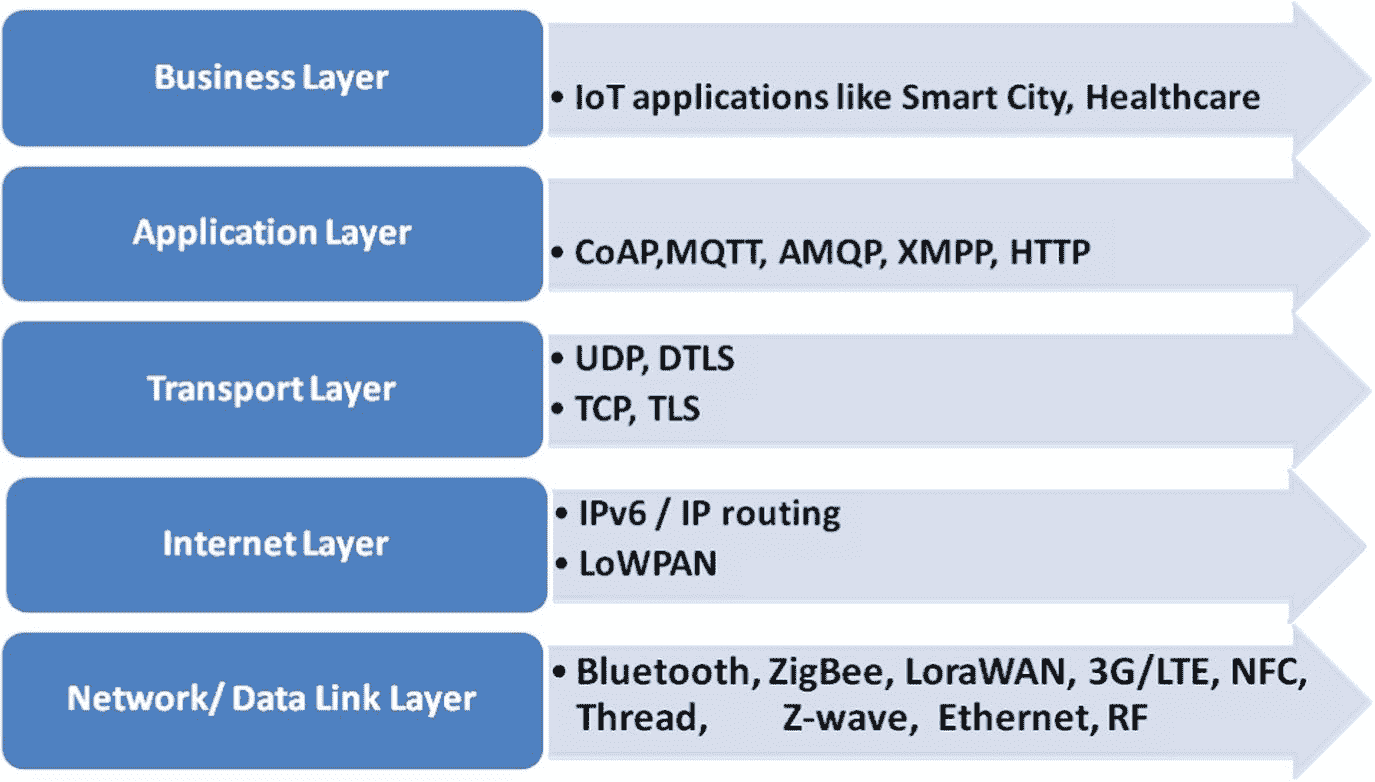 Business Layer
• IoT applications like Smart City, Healthcare
Application Layer
• CoAP,MQTT, AMQP, XMPP, HTTP
Transport Layer
• UDP, DTLS
• TCP, TLS
Internet Layer
• IPv6 / IP routing
• LoWPAN
Network/ Data Link Layer
• Bluetooth, ZigBee, LoraWAN, 3G/LTE, NFC,
Thread, Z-wave, Ethernet, RF